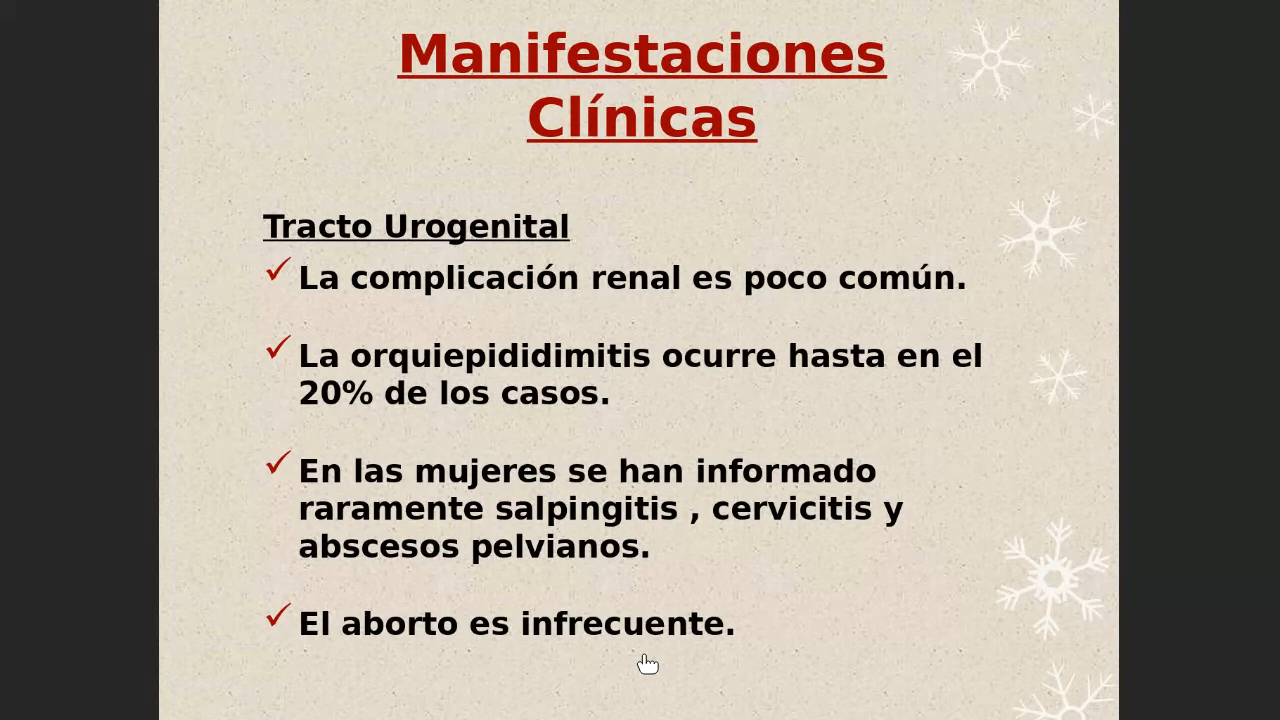 Manifestaciones
Clínicas
Tracto Urogenital
✓ La complicación renal es poco común.
✓ La orquiepididimitis ocurre hasta en el
20% de los casos.
✓ En las mujeres se han informado
raramente salpingitis , cervicitis y
abscesos pelvianos.
✓ El aborto es infrecuente.